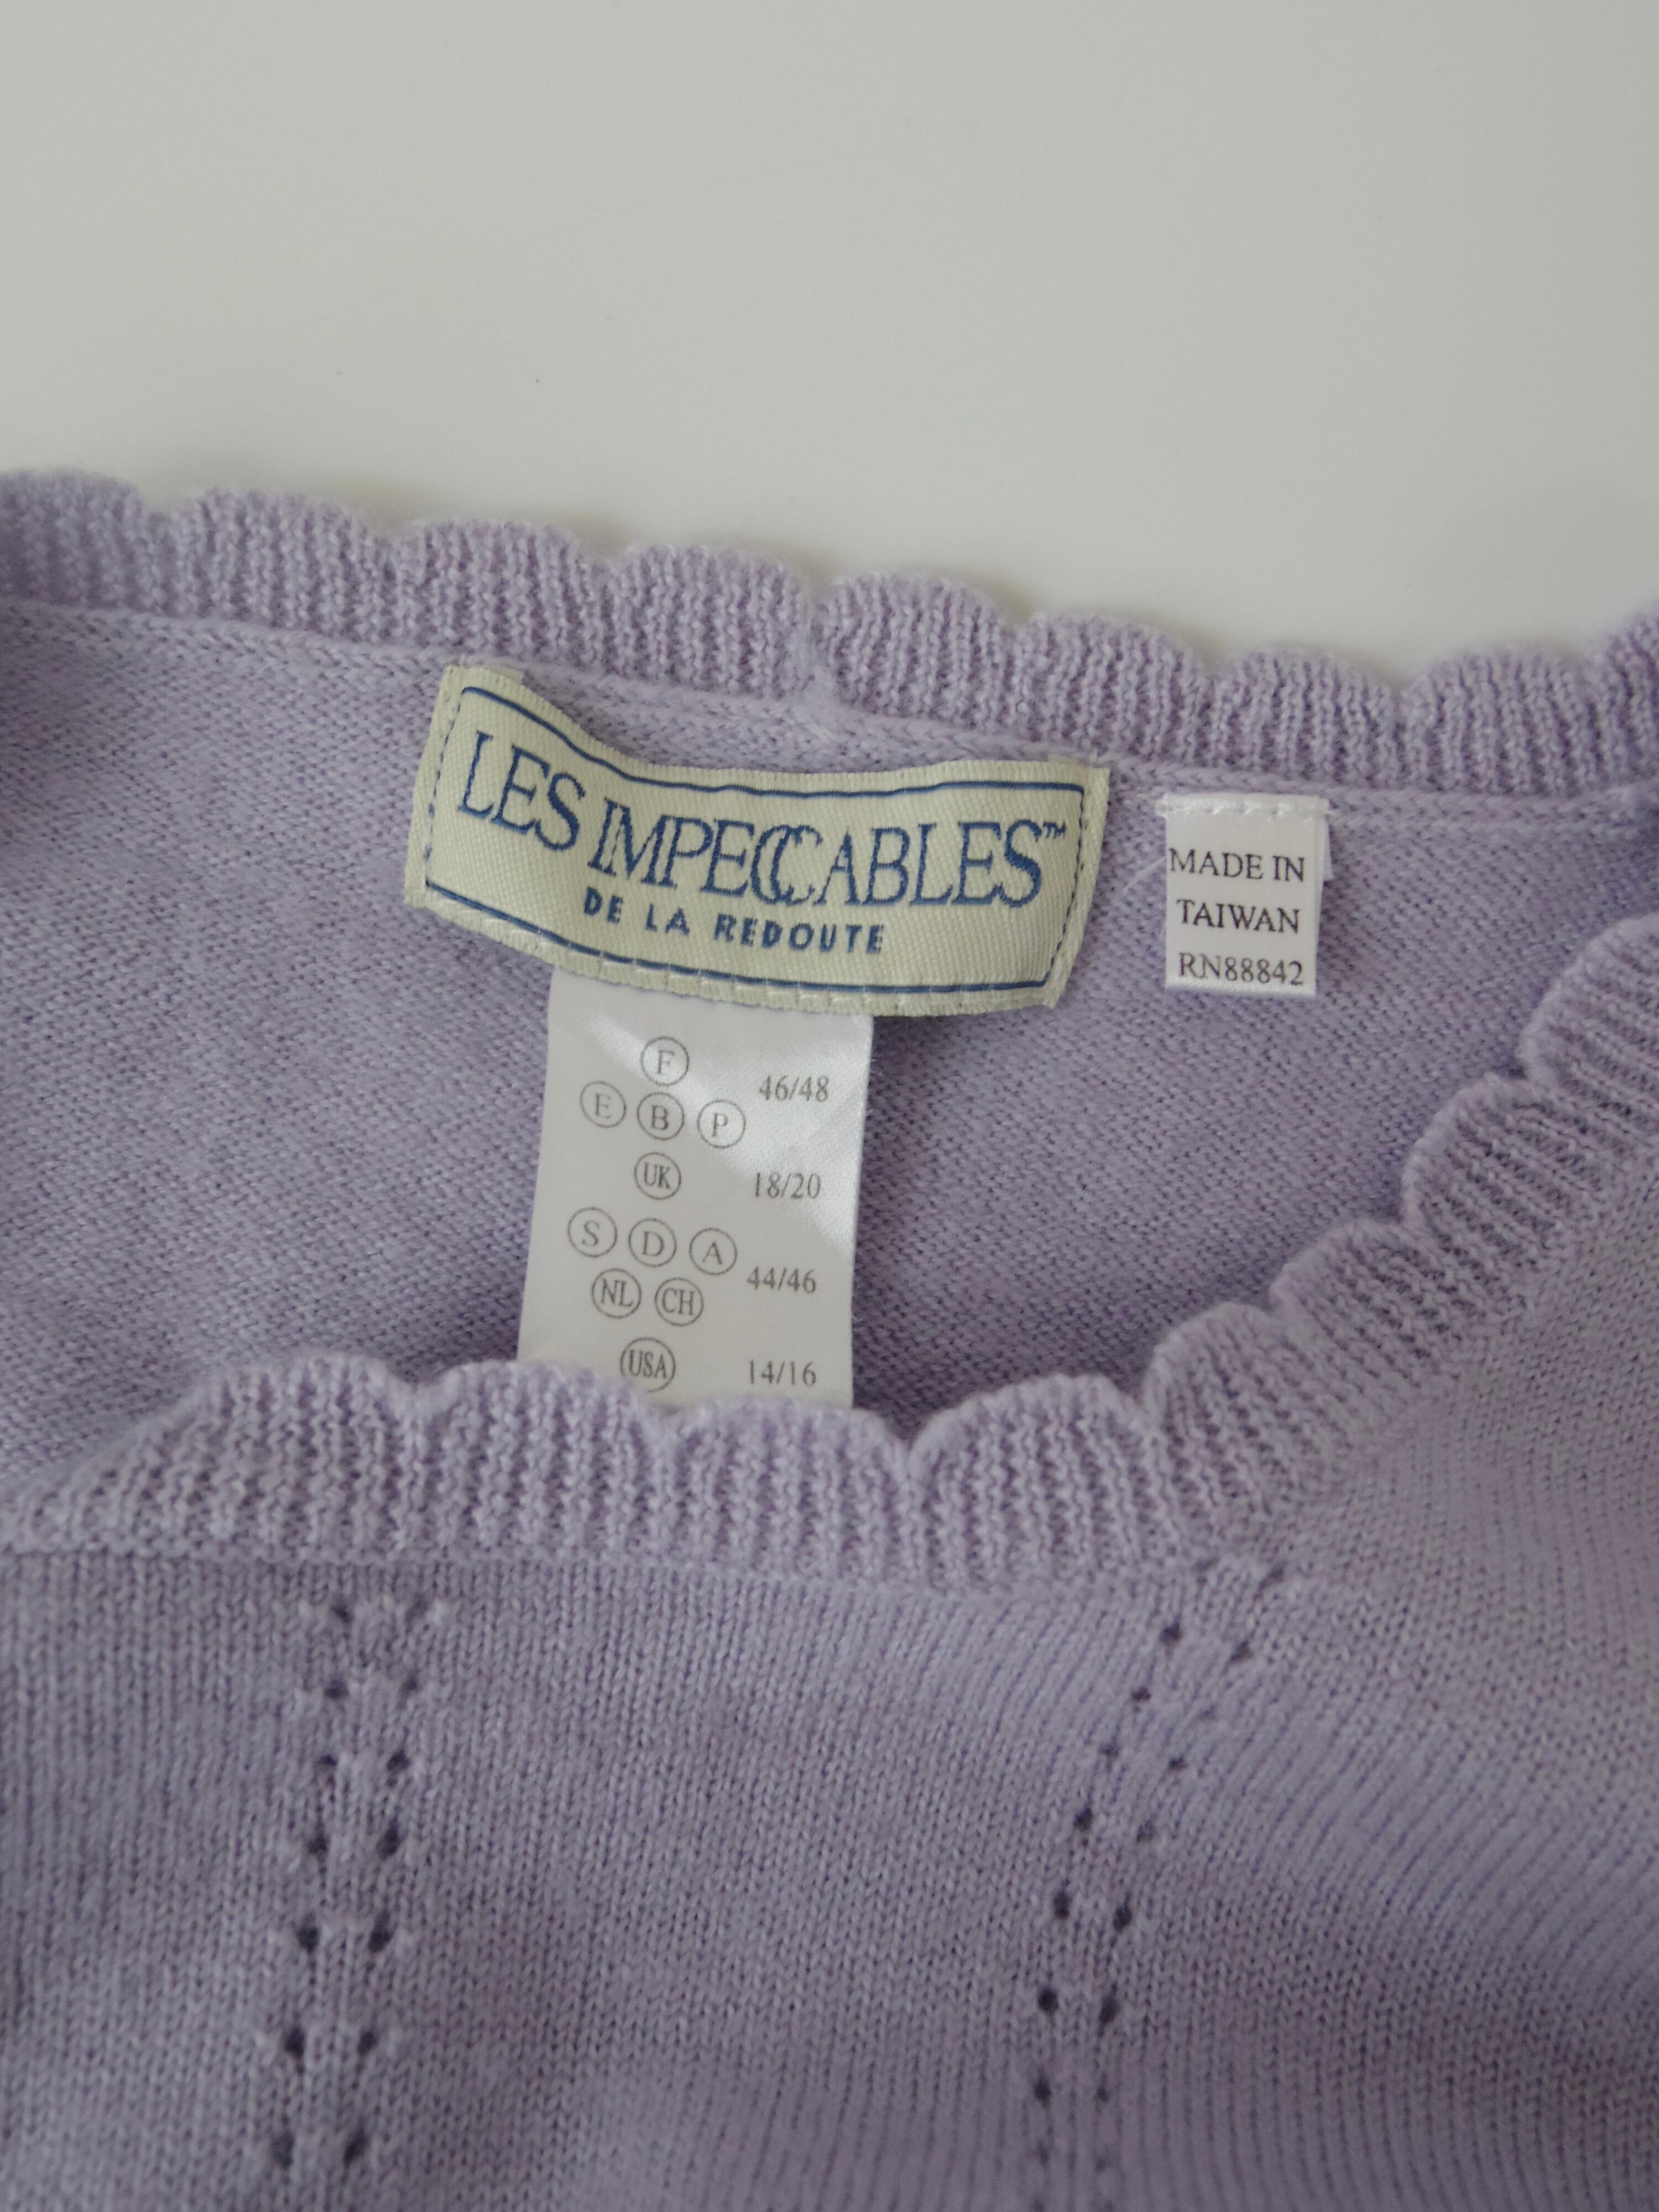 LES IMPECCABLES™
DE LA REDOUTE
MADE IN
TAIWAN
RN88842
F
46/48
E B P
UK 18/20
S D A
44/46
NL CH
USA 14/16